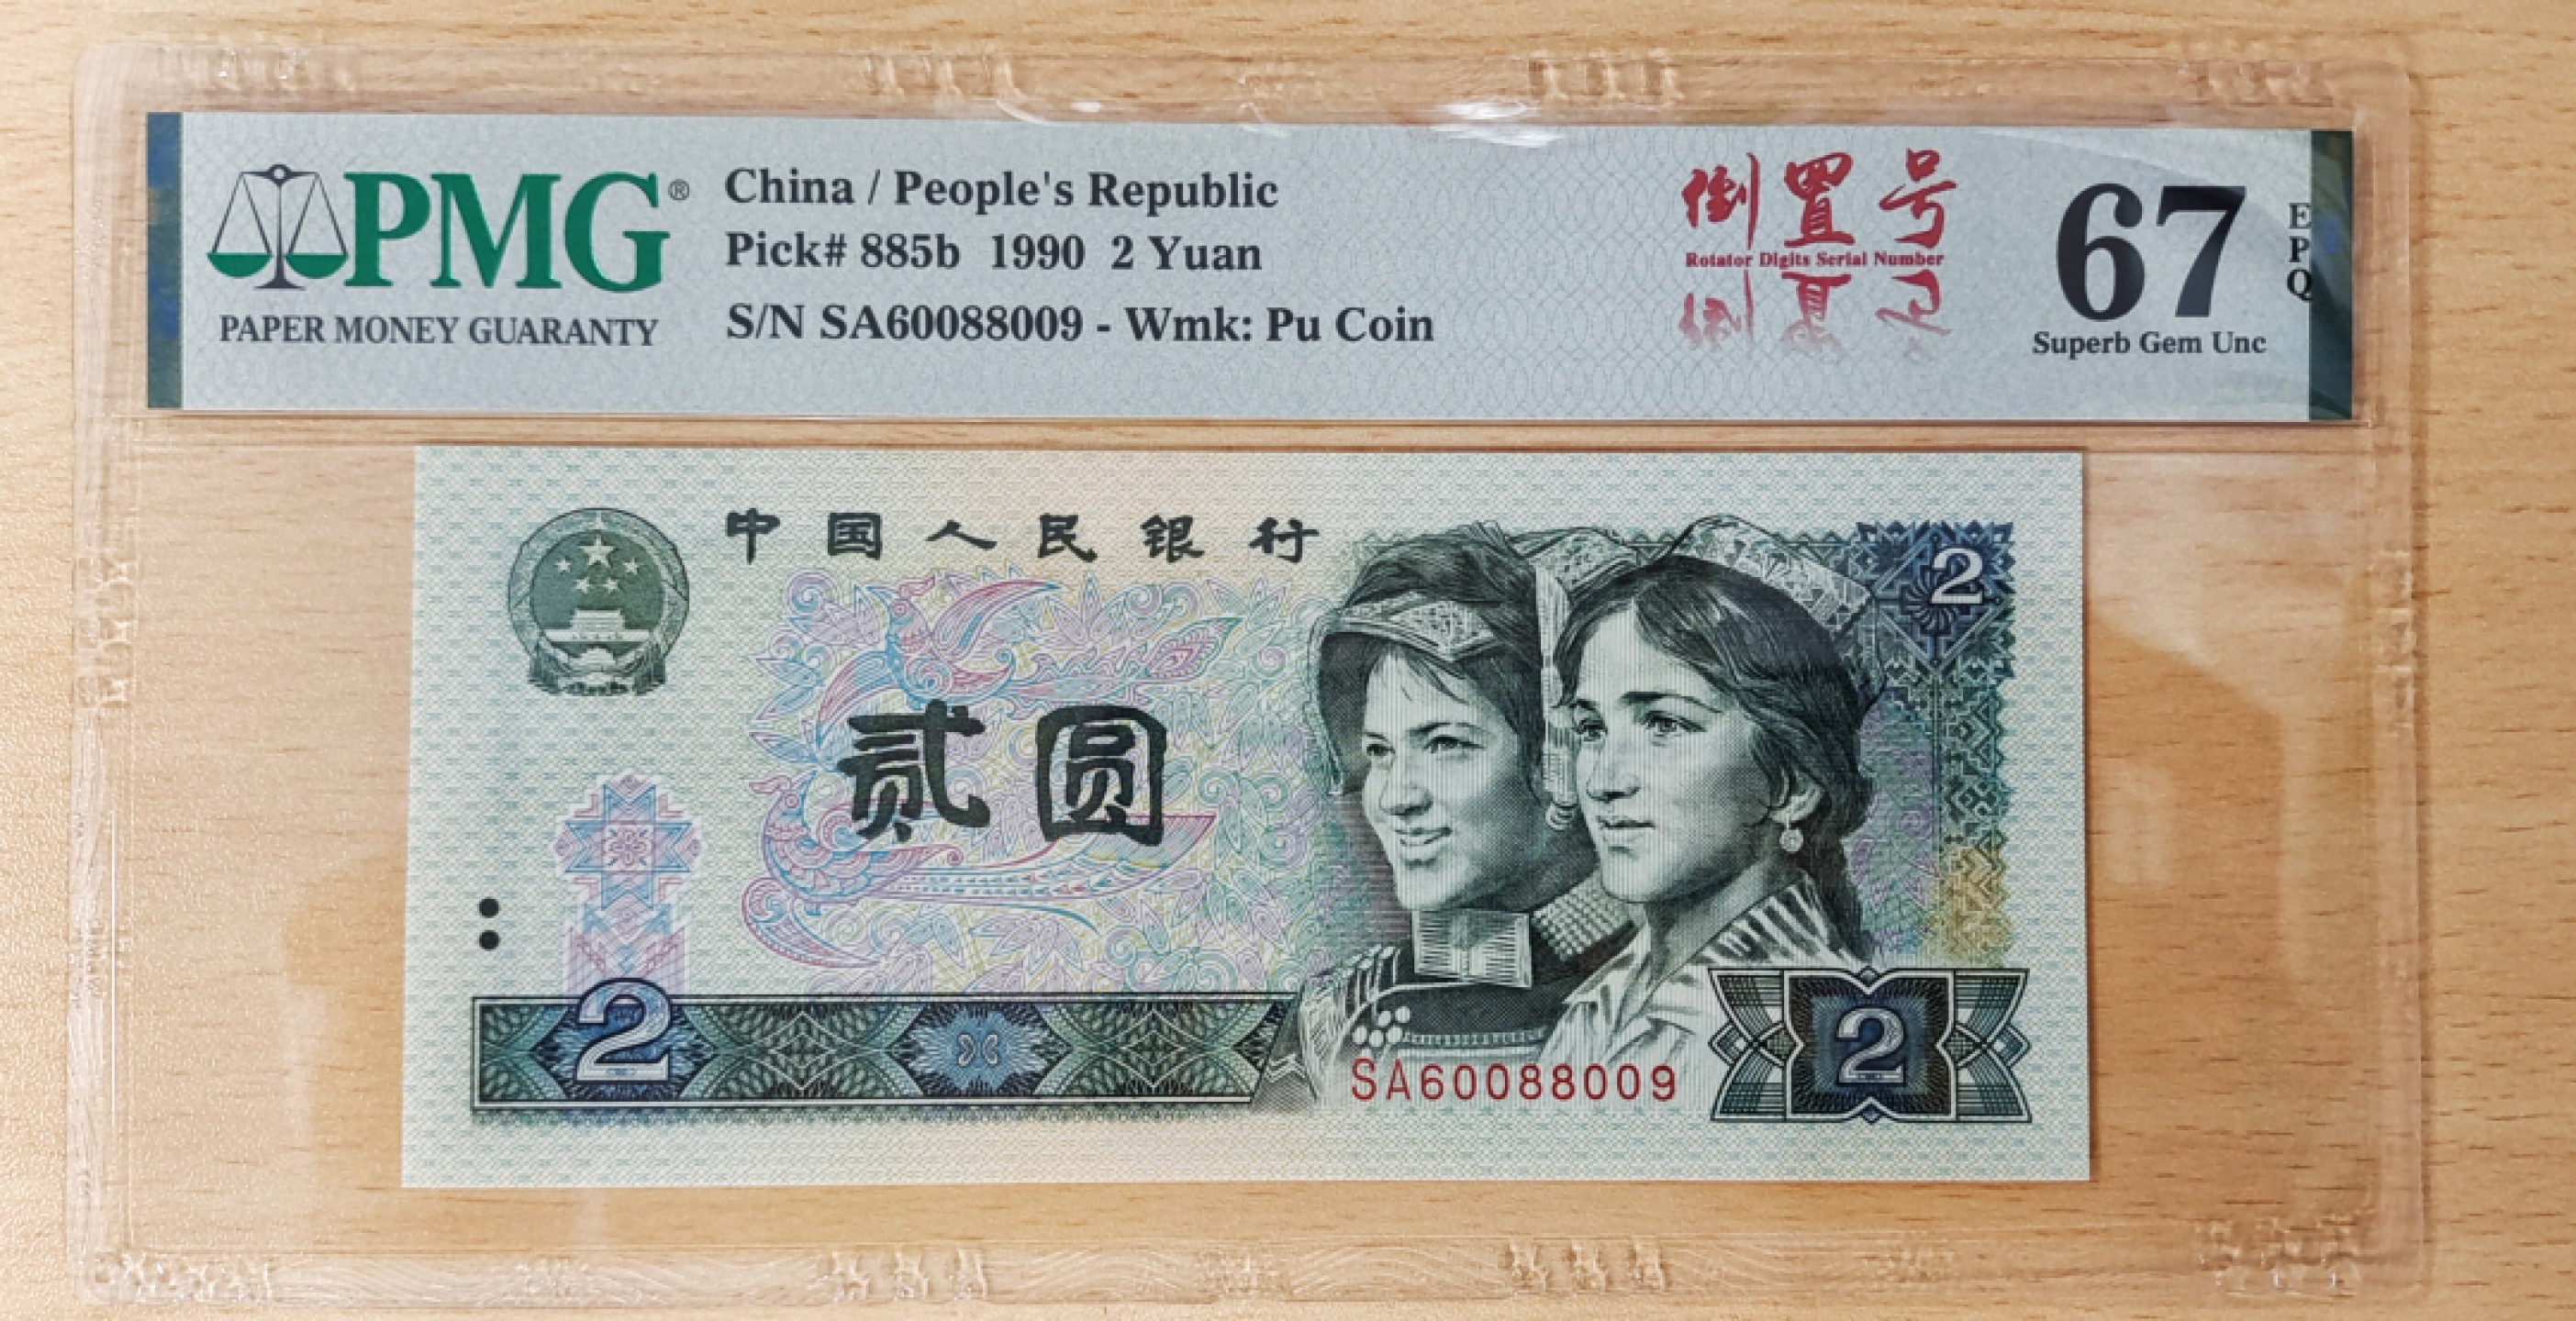 PMG®
PAPER MONEY GUARANTY
China / People's Republic
Pick# 885b 1990 2 Yuan
S/N SA60088009 - Wmk: Pu Coin
倒置号
Rotator Digits Serial Number
67
EPQ
Superb Gem Unc
中国人民银行
2
贰圆
2
SA60088009
2